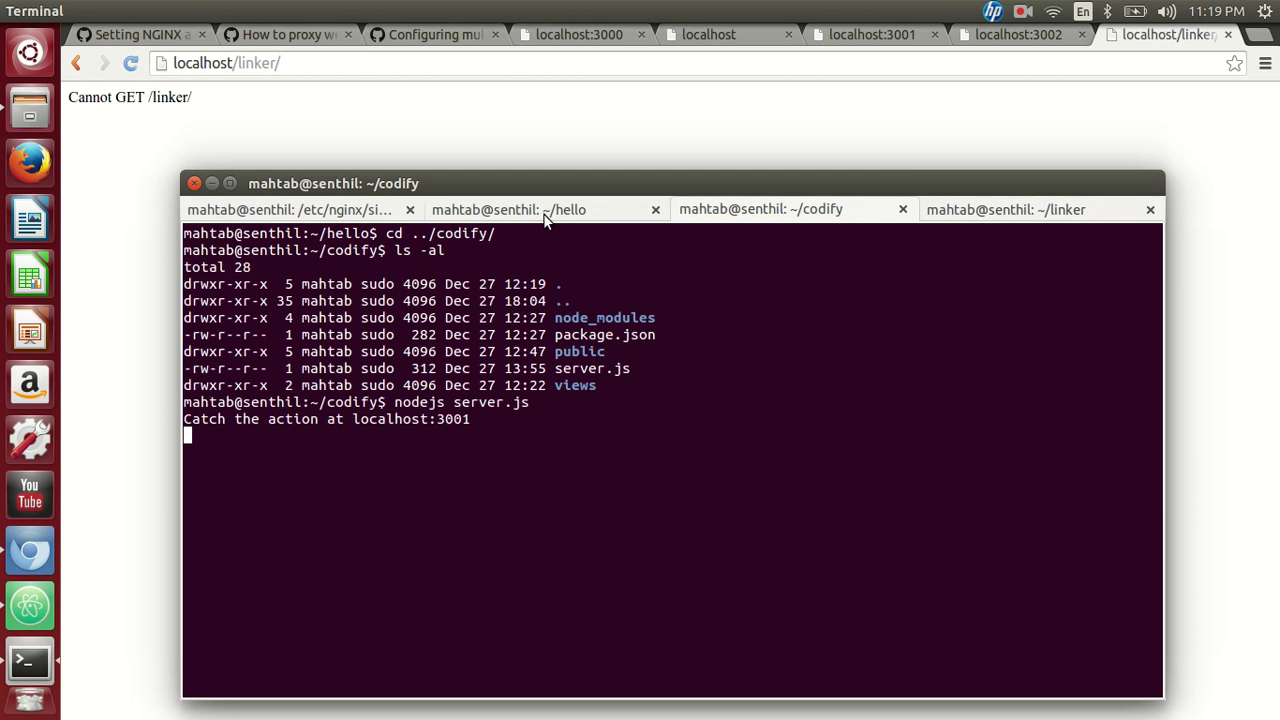 Terminal
En
11:19 PM
Setting NGINX a
How to proxy we
Configuring mul
localhost:3000
localhost
localhost:3001
localhost:3002
localhost/linker/
localhost/linker/
Cannot GET /linker/
mahtab@senthil: ~/codify
mahtab@senthil: /etc/nginx/si...
mahtab@senthil: ~/hello
mahtab@senthil: ~/codify
mahtab@senthil: ~/linker
mahtab@senthil:~/hello$ cd ../codify/
mahtab@senthil:~/codify$ ls -al
total 28
drwxr-xr-x  5 mahtab sudo 4096 Dec 27 12:19 .
drwxr-xr-x 35 mahtab sudo 4096 Dec 27 18:04 ..
drwxr-xr-x  4 mahtab sudo 4096 Dec 27 12:27 node_modules
-rw-r--r--  1 mahtab sudo  282 Dec 27 12:27 package.json
drwxr-xr-x  5 mahtab sudo 4096 Dec 27 12:47 public
-rw-r--r--  1 mahtab sudo  312 Dec 27 13:55 server.js
drwxr-xr-x  2 mahtab sudo 4096 Dec 27 12:22 views
mahtab@senthil:~/codify$ nodejs server.js
Catch the action at localhost:3001
You
Tube